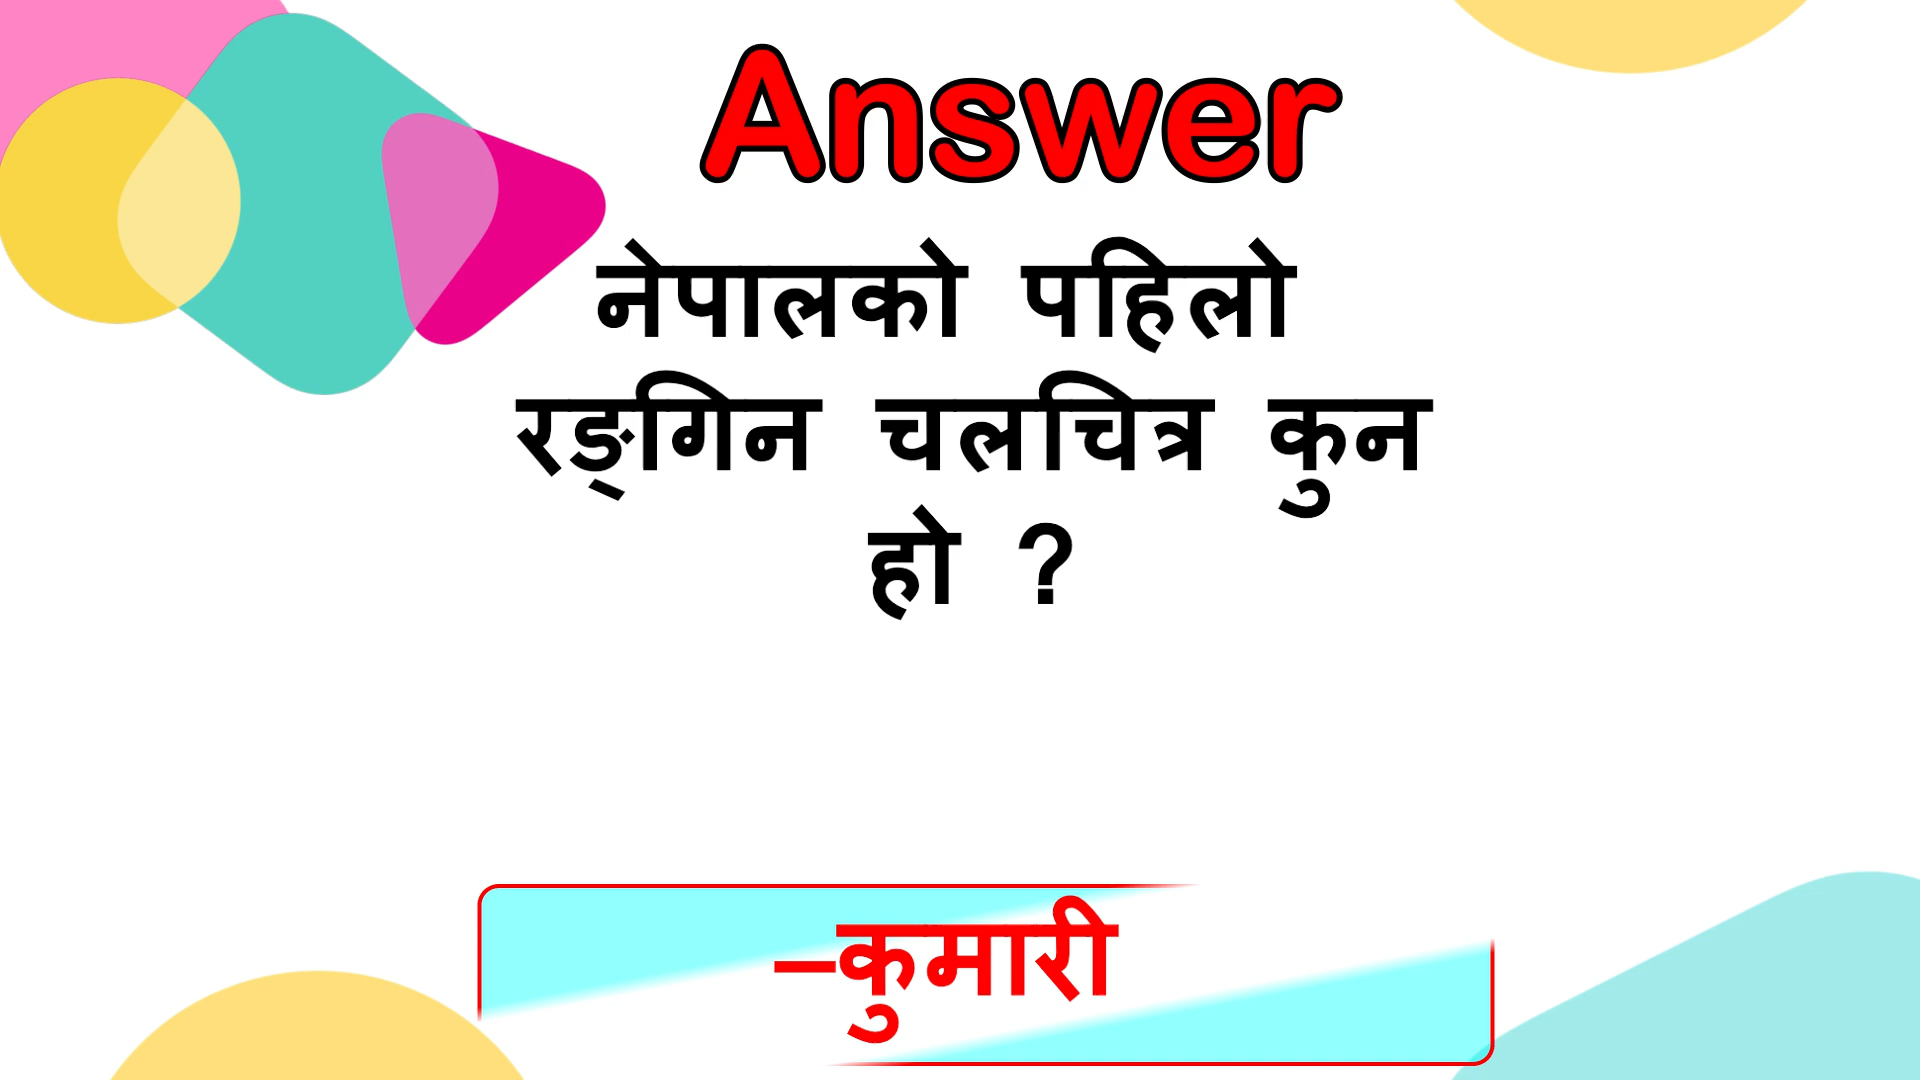 Answer
नेपालको पहिलो
रङ्गिन चलचित्र कुन
हो ?
–कुमारी